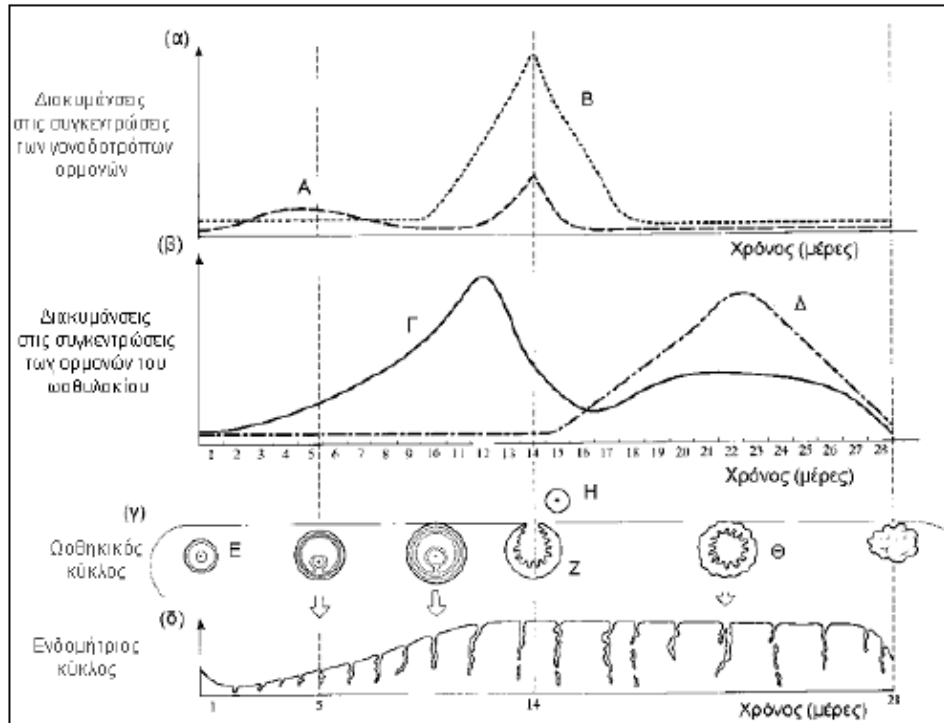 (α)
Διακυμάνσεις
στις συγκεντρώσεις
των γοναδοτρόπων
ορμονών
Α
Β
Χρόνος (μέρες)
(β)
Διακυμάνσεις
στις συγκεντρώσεις
των ορμονών του
ωοθυλακίου
Γ
Δ
1 2 3 4 5 6 7 8 9 10 11 12 13 14 15 16 17 18 19 20 21 22 23 24 25 26 27 28
Χρόνος (μέρες)
(γ)
Ωοθηκικός
κύκλος
Ε
Η
Ζ
Θ
(δ)
Ενδομήτριος
κύκλος
1 5 14 28
Χρόνος (μέρες)